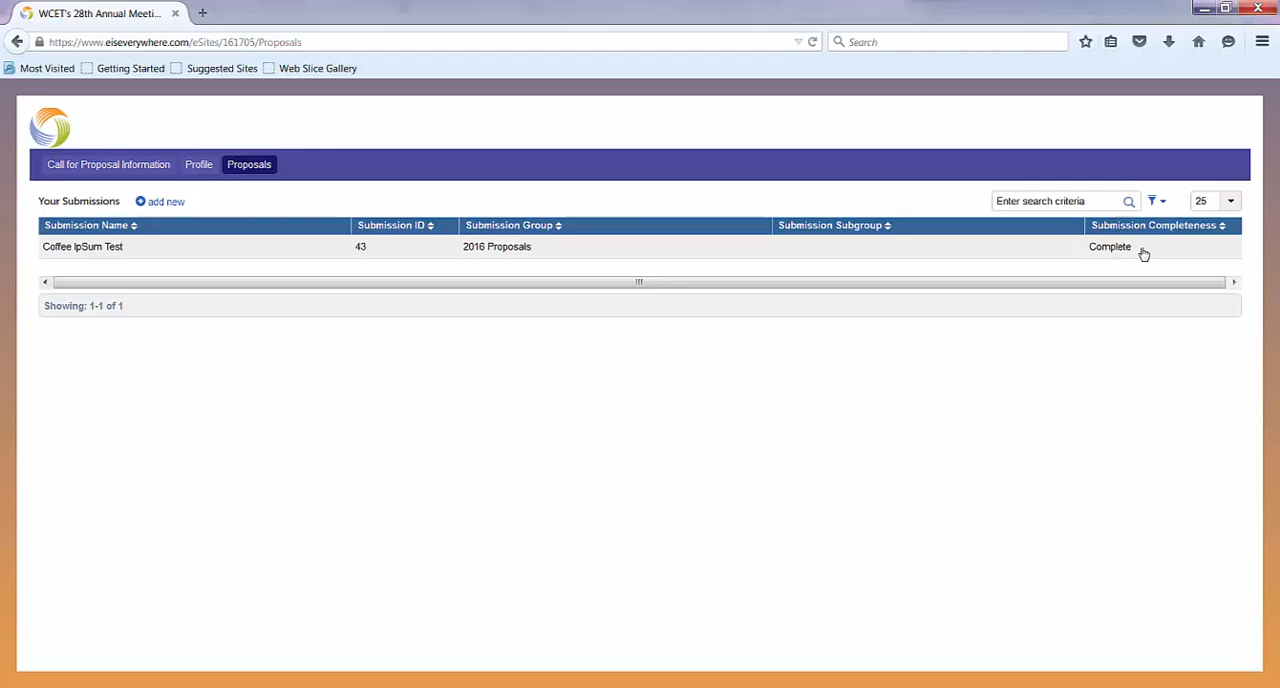 WCET's 28th Annual Meeti...
https://www.eiseverywhere.com/eSites/161705/Proposals
Search
Most Visited Getting Started Suggested Sites Web Slice Gallery
Call for Proposal Information Profile Proposals
Your Submissions add new Enter search criteria 25
Submission Name Submission ID Submission Group Submission Subgroup Submission Completeness
Coffee IpSum Test 43 2016 Proposals Complete
Showing: 1-1 of 1